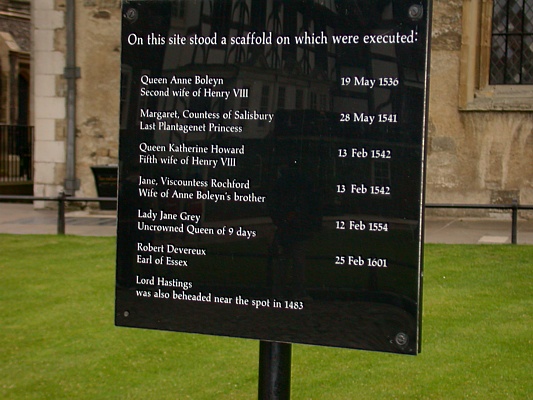 On this site stood a scaffold on which were executed:
Queen Anne Boleyn 19 May 1536
Second wife of Henry VIII
Margaret, Countess of Salisbury 28 May 1541
Last Plantagenet Princess
Queen Katherine Howard 13 Feb 1542
Fifth wife of Henry VIII
Jane, Viscountess Rochford 13 Feb 1542
Wife of Anne Boleyn's brother
Lady Jane Grey 12 Feb 1554
Uncrowned Queen of 9 days
Robert Devereux 25 Feb 1601
Earl of Essex
Lord Hastings
was also beheaded near the spot in 1483